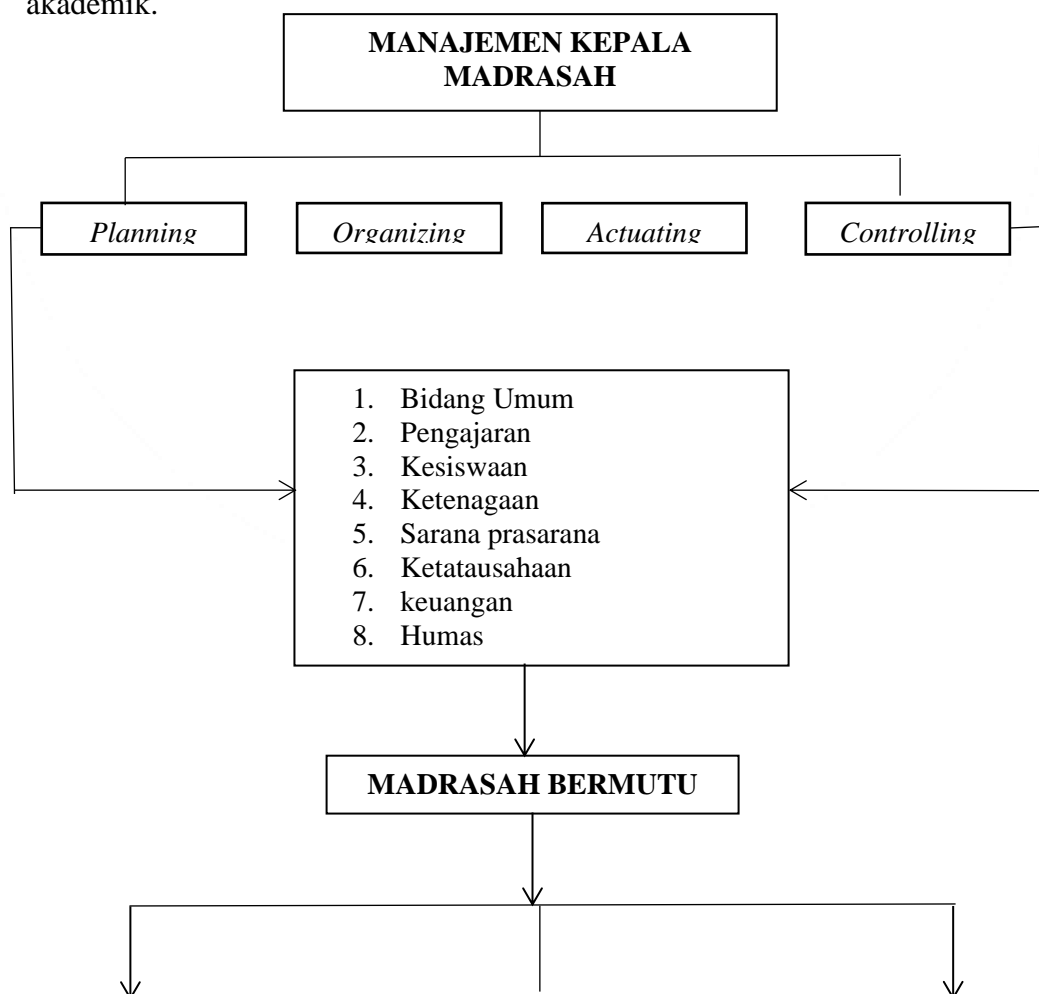 akademik.
MANAJEMEN KEPALA
MADRASAH
Planning
Organizing
Actuating
Controlling
1. Bidang Umum
2. Pengajaran
3. Kesiswaan
4. Ketenagaan
5. Sarana prasarana
6. Ketatausahaan
7. keuangan
8. Humas
MADRASAH BERMUTU